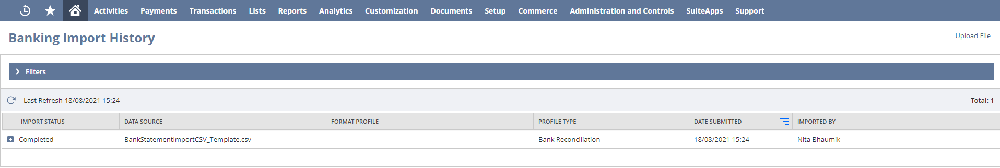 Activities Payments Transactions Lists Reports Analytics Customization Documents Setup Commerce Administration and Controls SuiteApps Support
Banking Import History
Upload File
Filters
Last Refresh 18/08/2021 15:24
Total: 1
IMPORT STATUS DATA SOURCE FORMAT PROFILE PROFILE TYPE DATE SUBMITTED IMPORTED BY
Completed BankStatementImportCSV_Template.csv Bank Reconciliation 18/08/2021 15:24 Nita Bhaumik